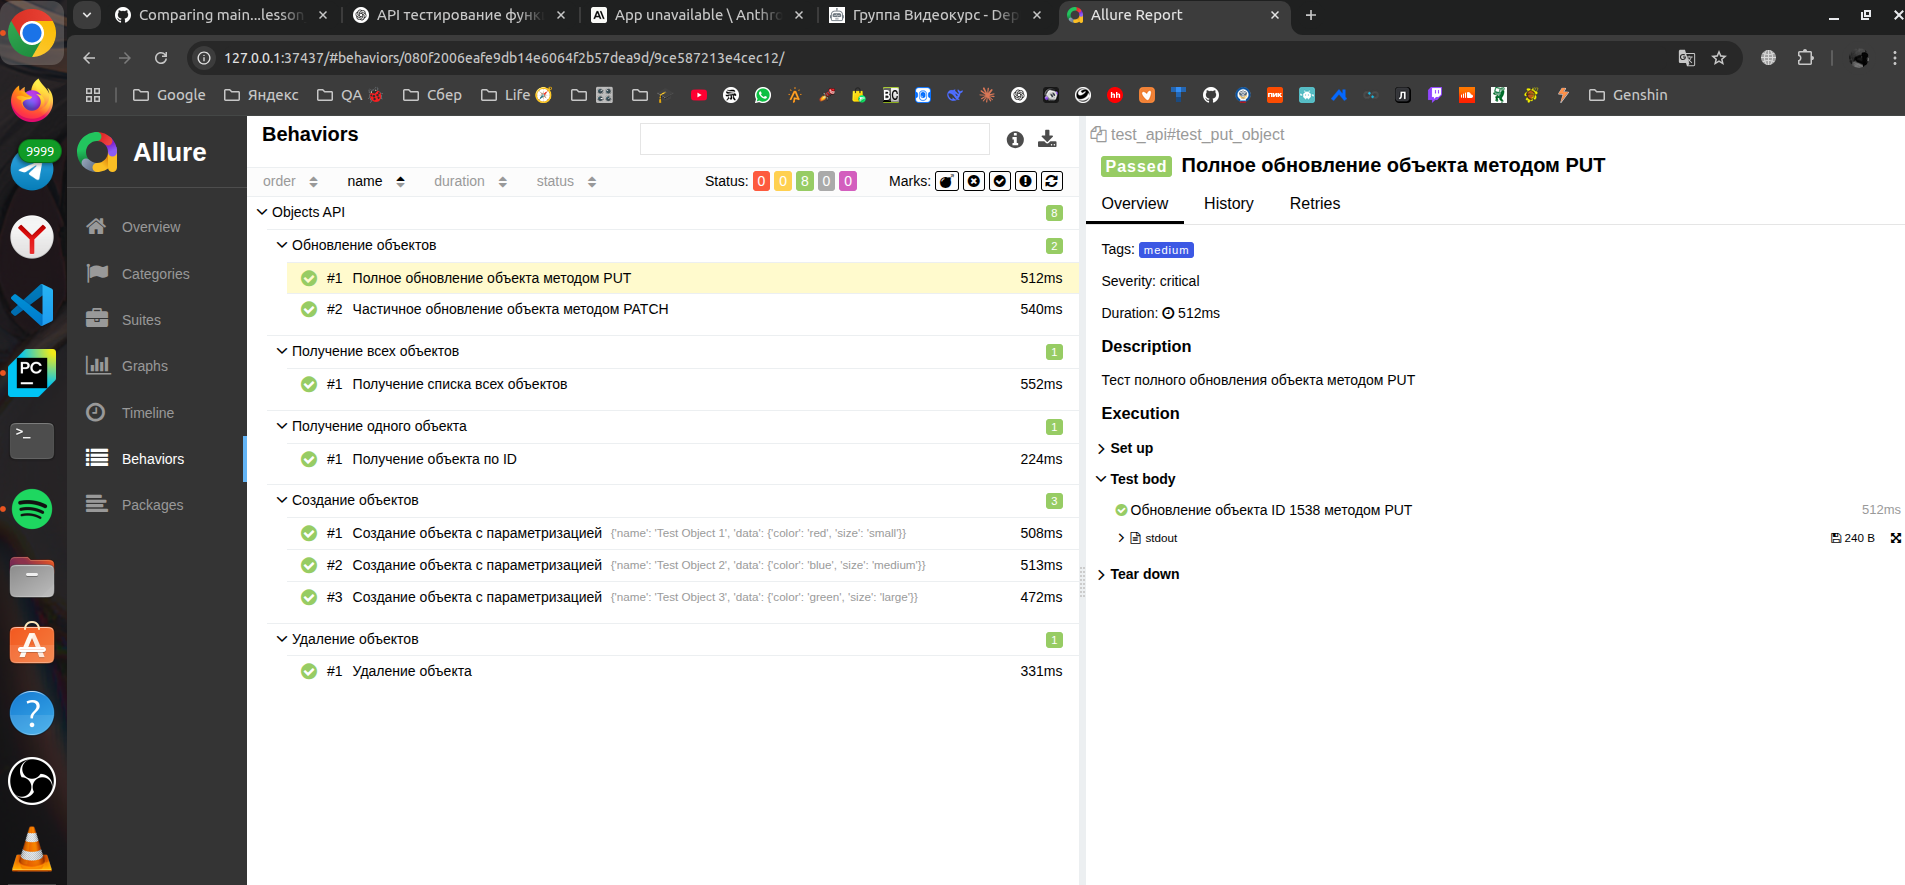 Comparing main...lesson
API тестирование функ
App unavailable \ Anthro
Группа Видеокурс - Dep
Allure Report
127.0.0.1:37437/#behaviors/080f2006eafe9db14e6064f2b57dea9d/9ce587213e4cec12/
Google
Яндекс
QA
Сбер
Life
Genshin
9999
Allure
Overview
Categories
Suites
Graphs
Timeline
Behaviors
Packages
Behaviors
order name duration status
Status: 0 0 8 0 0 Marks:
Objects API 8
Обновление объектов 2
#1 Полное обновление объекта методом PUT 512ms
#2 Частичное обновление объекта методом PATCH 540ms
Получение всех объектов 1
#1 Получение списка всех объектов 552ms
Получение одного объекта 1
#1 Получение объекта по ID 224ms
Создание объектов 3
#1 Создание объекта с параметризацией {'name': 'Test Object 1', 'data': {'color': 'red', 'size': 'small'}} 508ms
#2 Создание объекта с параметризацией {'name': 'Test Object 2', 'data': {'color': 'blue', 'size': 'medium'}} 513ms
#3 Создание объекта с параметризацией {'name': 'Test Object 3', 'data': {'color': 'green', 'size': 'large'}} 472ms
Удаление объектов 1
#1 Удаление объекта 331ms
test_api#test_put_object
Passed Полное обновление объекта методом PUT
Overview History Retries
Tags: medium
Severity: critical
Duration: 512ms
Description
Тест полного обновления объекта методом PUT
Execution
Set up
Test body
Обновление объекта ID 1538 методом PUT 512ms
stdout 240 B
Tear down